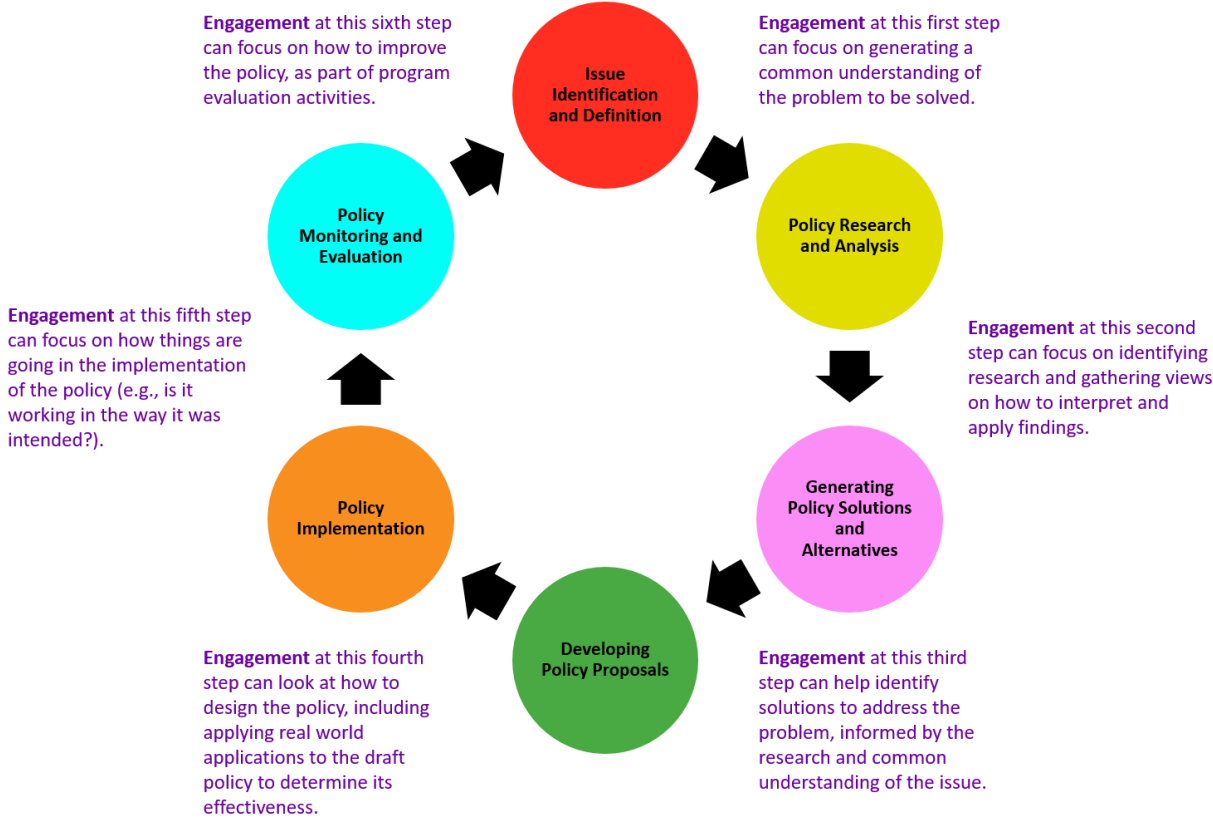 Issue
Identification
and Definition
Engagement at this first step
can focus on generating a
common understanding of
the problem to be solved.
Policy Research
and Analysis
Engagement at this second
step can focus on identifying
research and gathering views
on how to interpret and
apply findings.
Generating
Policy Solutions
and
Alternatives
Engagement at this third
step can help identify
solutions to address the
problem, informed by the
research and common
understanding of the issue.
Developing
Policy Proposals
Engagement at this fourth
step can look at how to
design the policy, including
applying real world
applications to the draft
policy to determine its
effectiveness.
Policy
Implementation
Engagement at this fifth step
can focus on how things are
going in the implementation
of the policy (e.g., is it
working in the way it was
intended?).
Policy
Monitoring and
Evaluation
Engagement at this sixth step
can focus on how to improve
the policy, as part of program
evaluation activities.